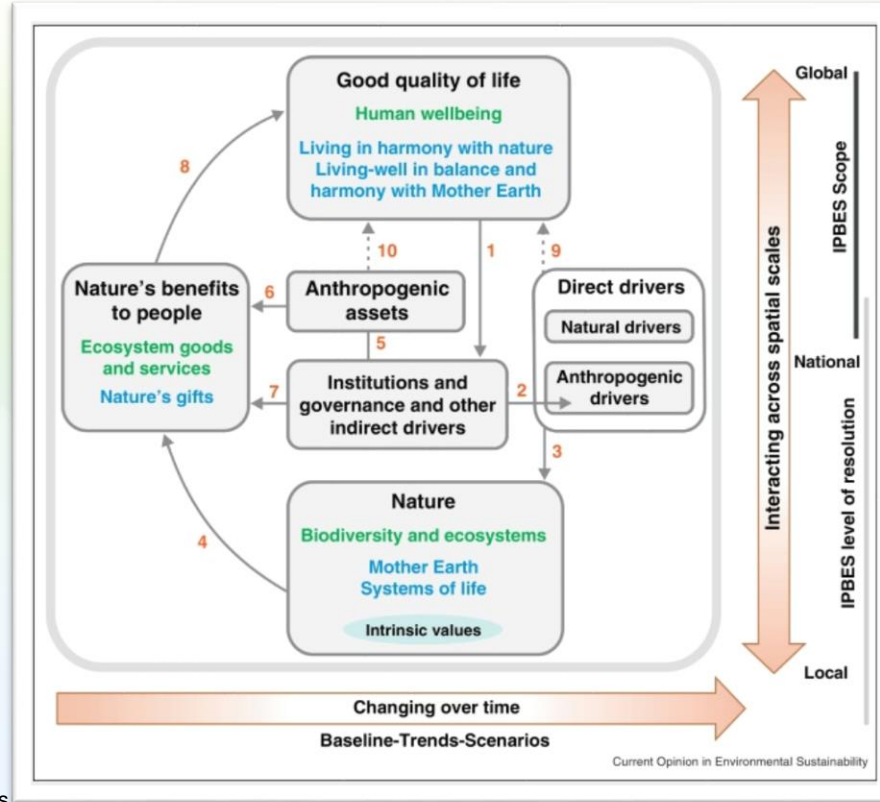 Good quality of life
Human wellbeing
Living in harmony with nature
Living-well in balance and
harmony with Mother Earth
8
10
1
9
Nature's benefits
to people
Ecosystem goods
and services
Nature's gifts
6
Anthropogenic
assets
5
Direct drivers
Natural drivers
Anthropogenic
drivers
7
Institutions and
governance and other
indirect drivers
2
3
4
Nature
Biodiversity and ecosystems
Mother Earth
Systems of life
Intrinsic values
Interacting across spatial scales
Global
IPBES Scope
National
IPBES level of resolution
Local
Changing over time
Baseline-Trends-Scenarios
Current Opinion in Environmental Sustainability
s